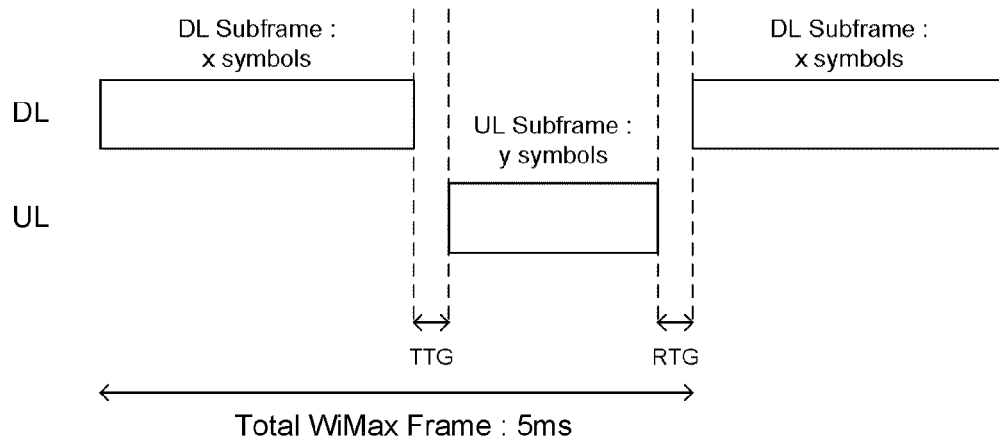 DL Subframe :
x symbols
DL Subframe :
x symbols
DL
UL Subframe :
y symbols
UL
TTG
RTG
Total WiMax Frame : 5ms